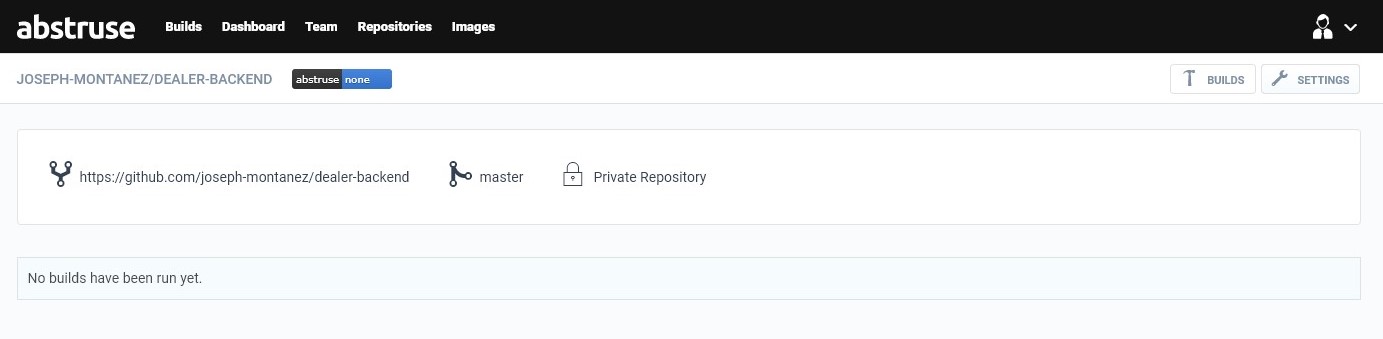 abstruse Builds Dashboard Team Repositories Images
JOSEPH-MONTANEZ/DEALER-BACKEND abstruse none BUILDS SETTINGS
https://github.com/joseph-montanez/dealer-backend master Private Repository
No builds have been run yet.